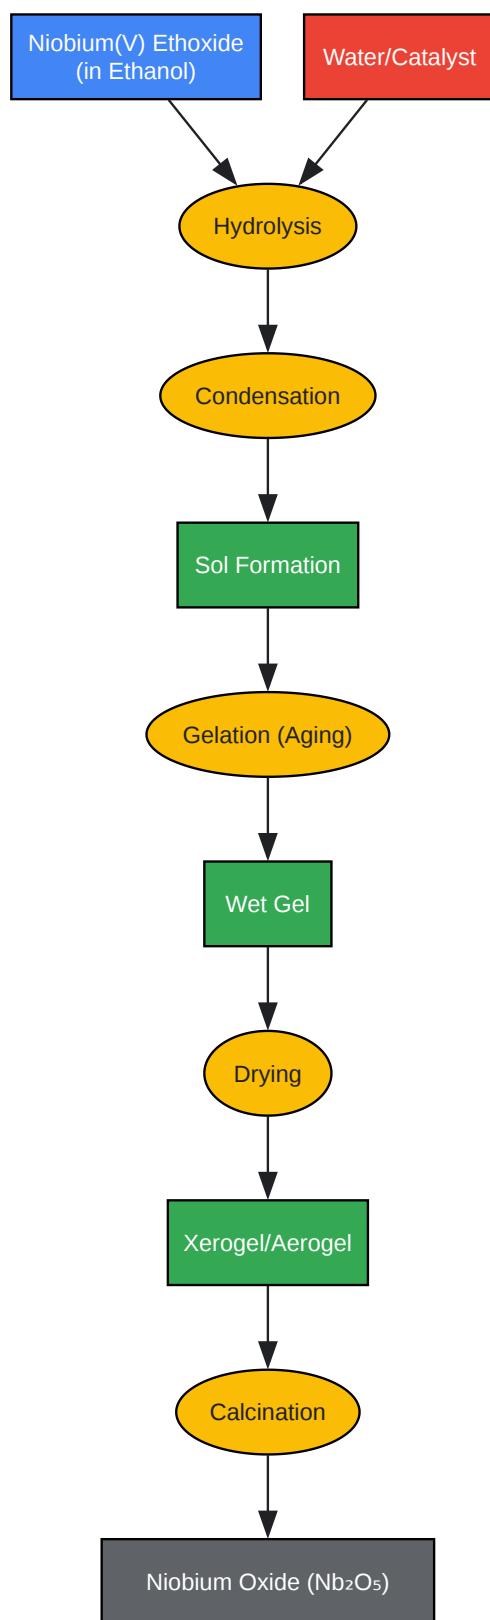 Niobium(V) Ethoxide
(in Ethanol)
Water/Catalyst
Hydrolysis
Condensation
Sol Formation
Gelation (Aging)
Wet Gel
Drying
Xerogel/Aerogel
Calcination
Niobium Oxide (Nb₂O₅)